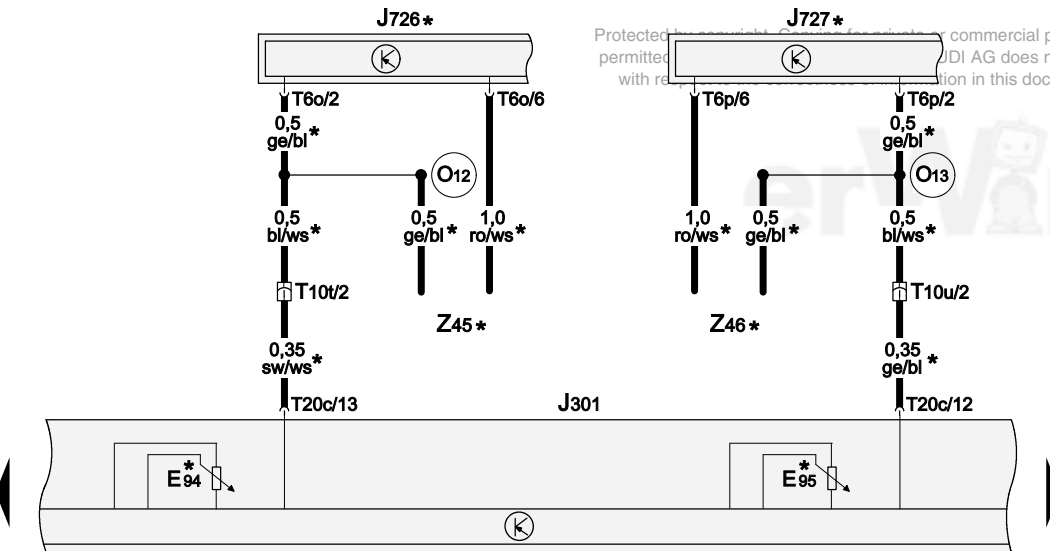 J726*
J727*
Protected by copyright. Copying for private or commercial p
permitted UDI AG does n
with re tion in this doc
T6o/2
T6o/6
T6p/6
T6p/2
0,5
ge/bl*
0,5
ge/bl*
erWi
O12
O13
0,5
bl/ws*
0,5
ge/bl*
1,0
ro/ws*
1,0
ro/ws*
0,5
ge/bl*
0,5
bl/ws*
T10t/2
T10u/2
Z45*
Z46*
0,35
sw/ws*
0,35
ge/bl*
T20c/13
J301
T20c/12
E94*
E95*